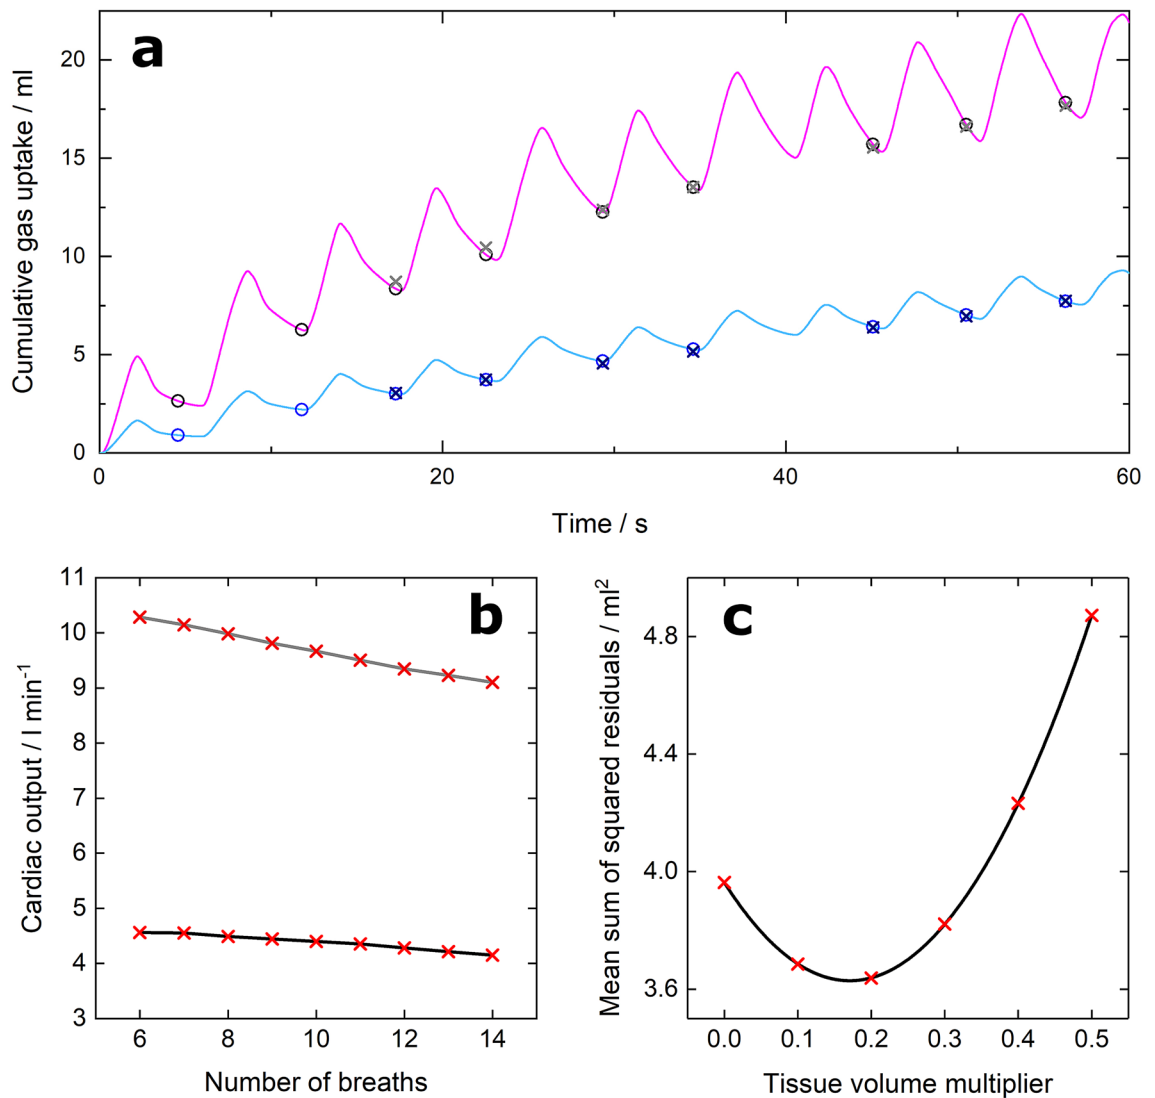 a
Cumulative gas uptake / ml
20
15
10
5
0
0 20 40 60
Time / s
b
Cardiac output / l min⁻¹
11
10
9
8
7
6
5
4
3
6 8 10 12 14
Number of breaths
c
Mean sum of squared residuals / ml²
4.8
4.4
4.0
3.6
0.0 0.1 0.2 0.3 0.4 0.5
Tissue volume multiplier